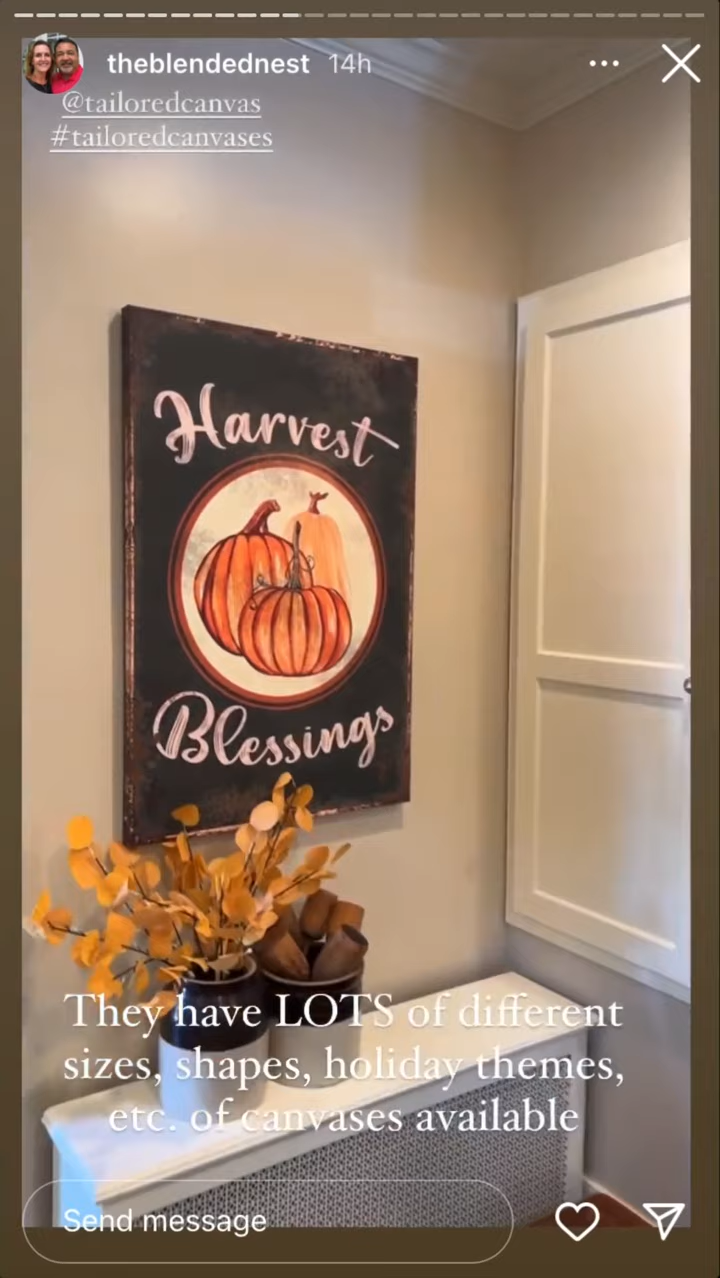 theblendednest 14h
@tailoredcanvas
#tailoredcanvases
Harvest
Blessings
They have LOTS of different
sizes, shapes, holiday themes,
etc. of canvases available
Send message